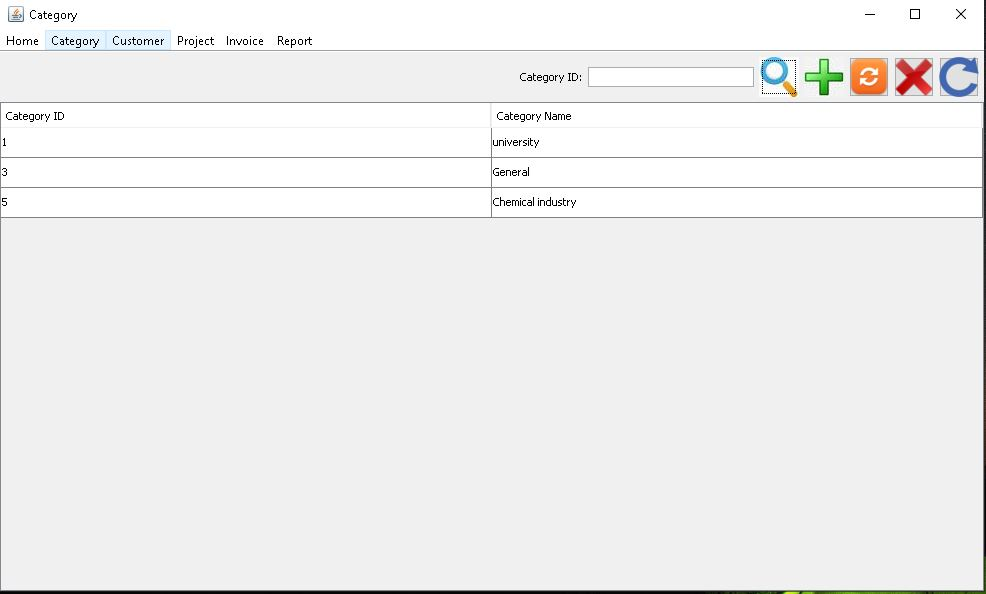 Category
Home Category Customer Project Invoice Report
Category ID:
Category ID Category Name
1 university
3 General
5 Chemical industry